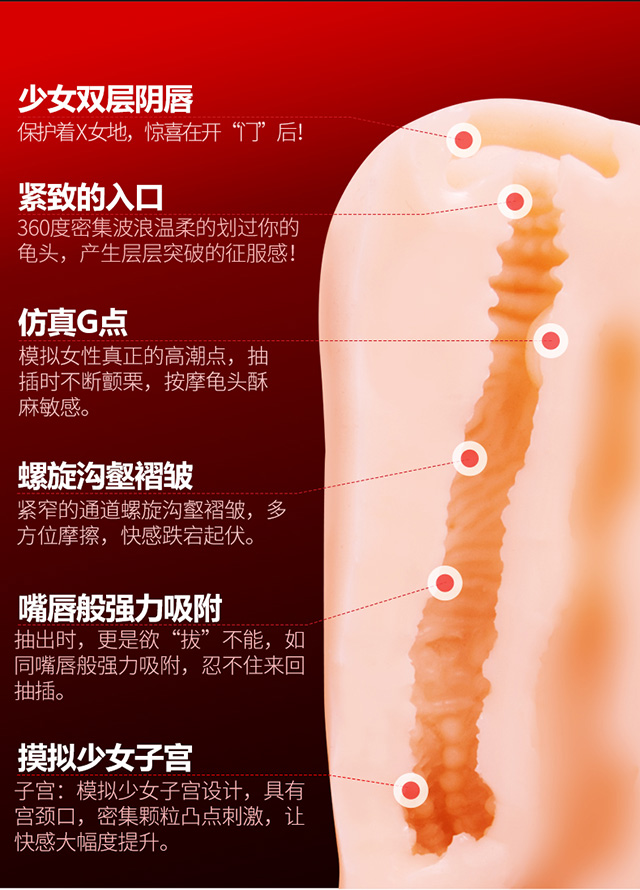 少女双层阴唇
保护着X女地，惊喜在开“门”后！
紧致的入口
360度密集波浪温柔的划过你的
龟头，产生层层突破的征服感！
仿真G点
模拟女性真正的高潮点，抽
插时不断颤栗，按摩龟头酥
麻敏感。
螺旋沟壑褶皱
紧窄的通道螺旋沟壑褶皱，多
方位摩擦，快感跌宕起伏。
嘴唇般强力吸附
抽出时，更是欲“拔”不能，如
同嘴唇般强力吸附，忍不住来回
抽插。
摸拟少女子宫
子宫：模拟少女子宫设计，具有
宫颈口，密集颗粒凸点刺激，让
快感大幅度提升。